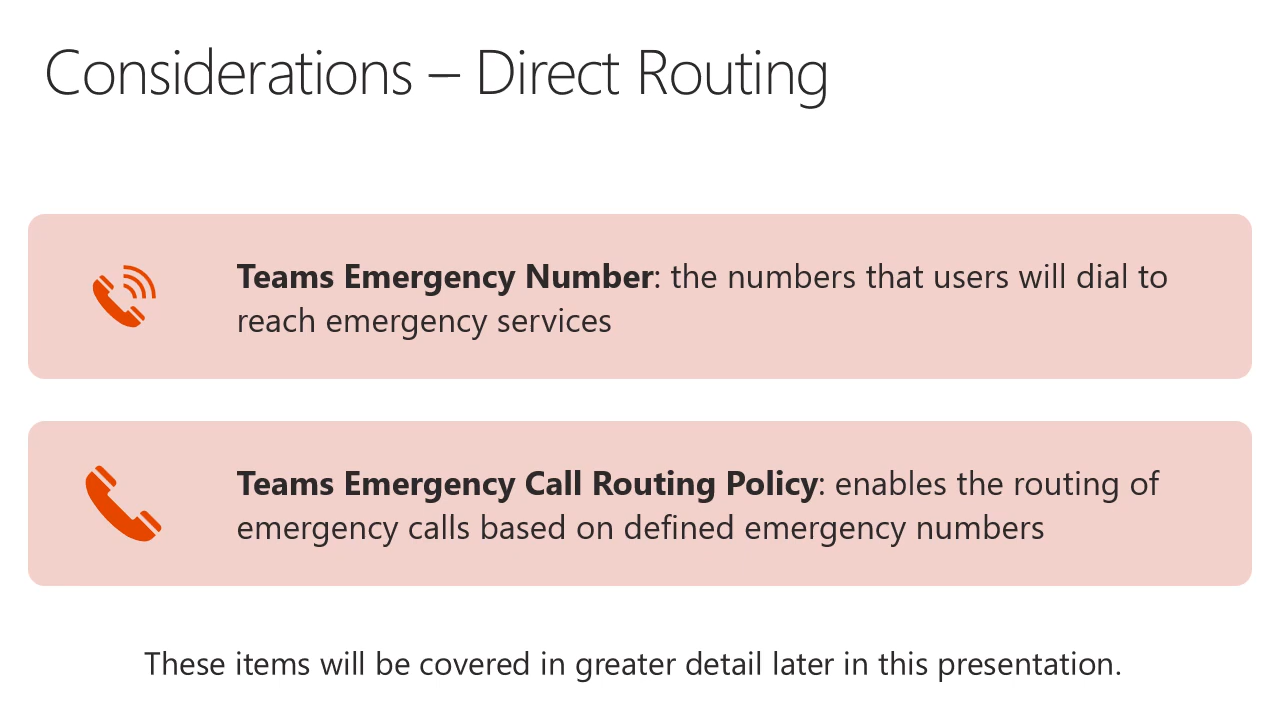 Considerations – Direct Routing
Teams Emergency Number: the numbers that users will dial to
reach emergency services
Teams Emergency Call Routing Policy: enables the routing of
emergency calls based on defined emergency numbers
These items will be covered in greater detail later in this presentation.